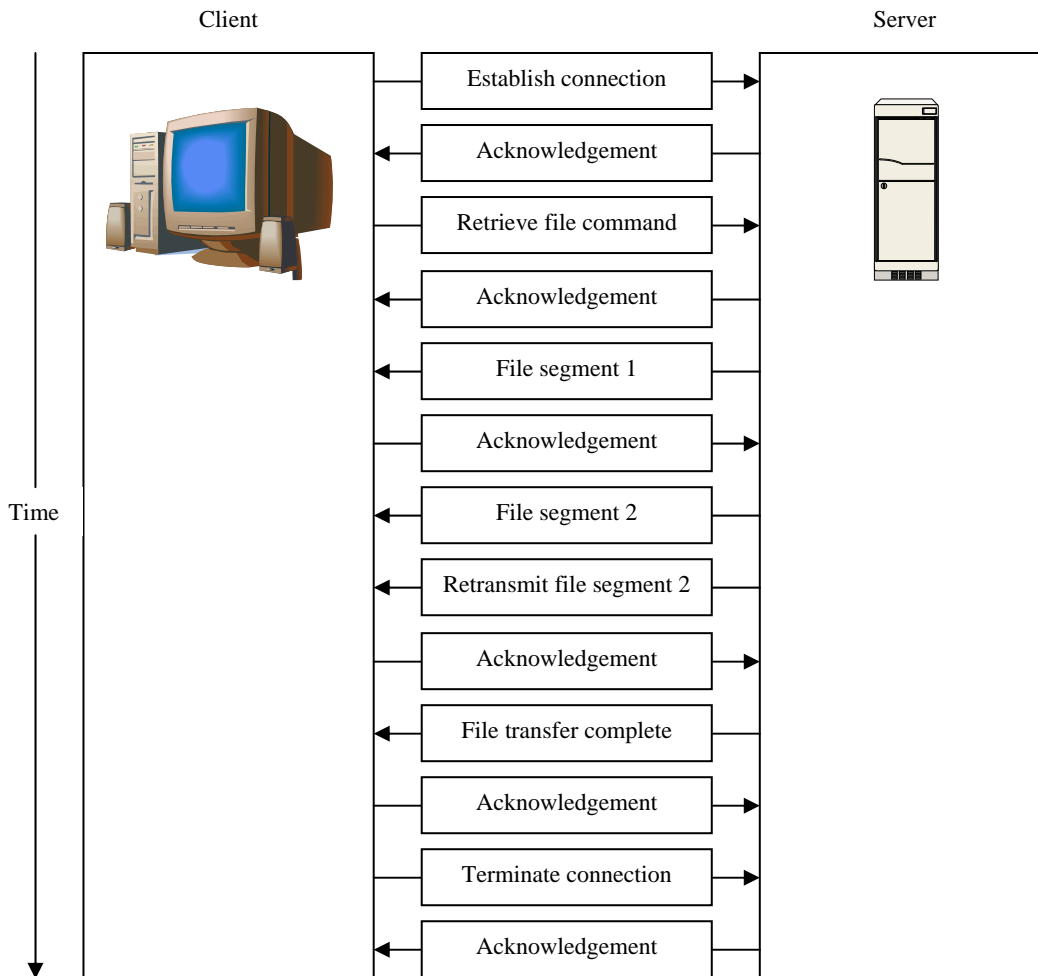 Client
Server
Establish connection
Acknowledgement
Retrieve file command
Acknowledgement
File segment 1
Acknowledgement
Time
File segment 2
Retransmit file segment 2
Acknowledgement
File transfer complete
Acknowledgement
Terminate connection
Acknowledgement